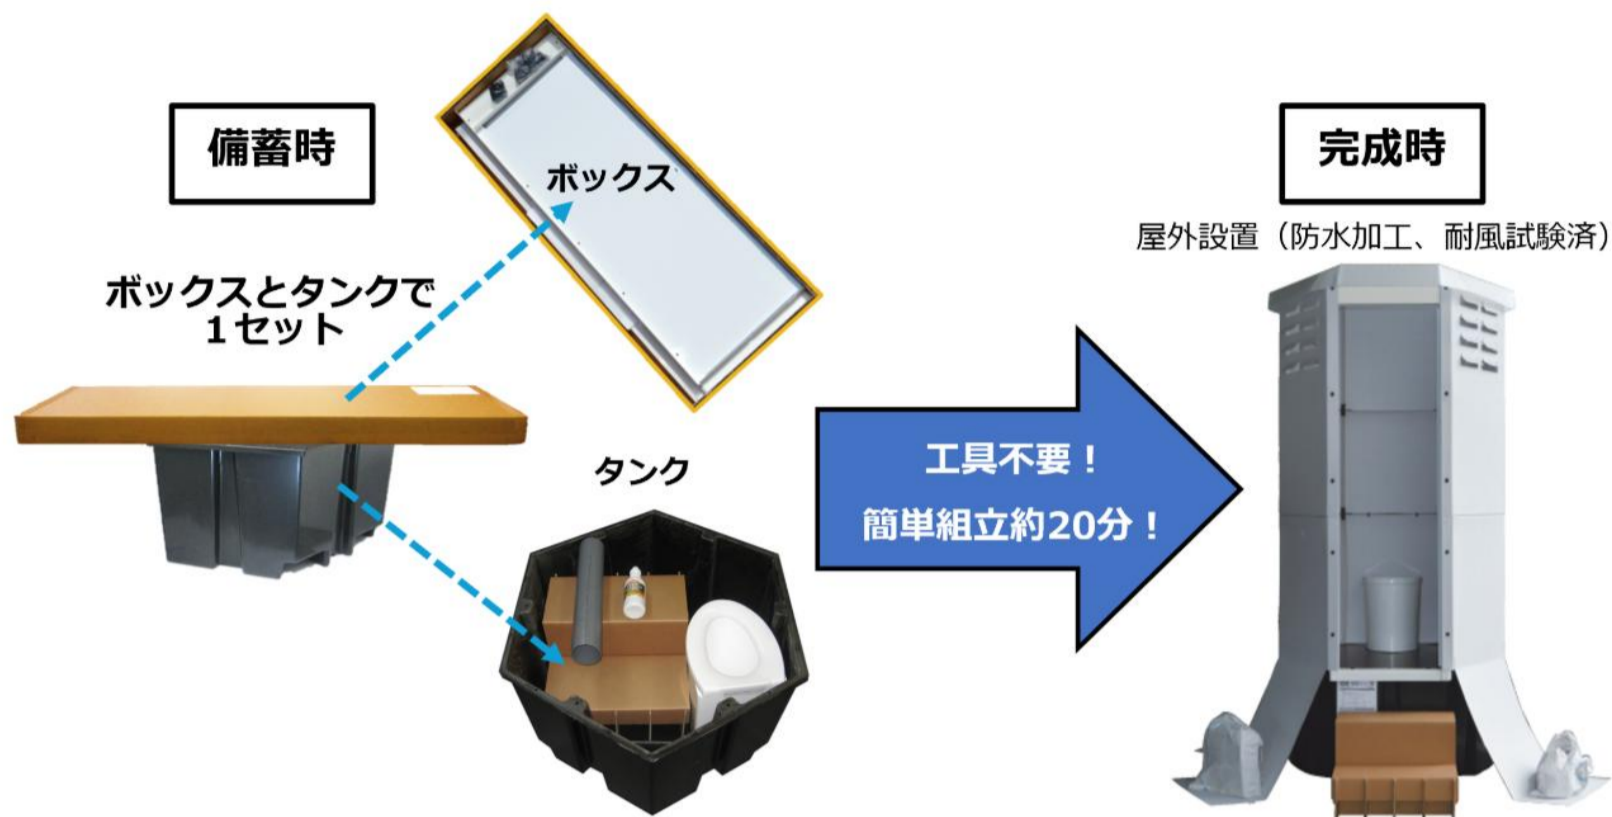 備蓄時
ボックス
ボックスとタンクで
１セット
タンク
工具不要！
簡単組立約20分！
完成時
屋外設置（防水加工、耐風試験済）